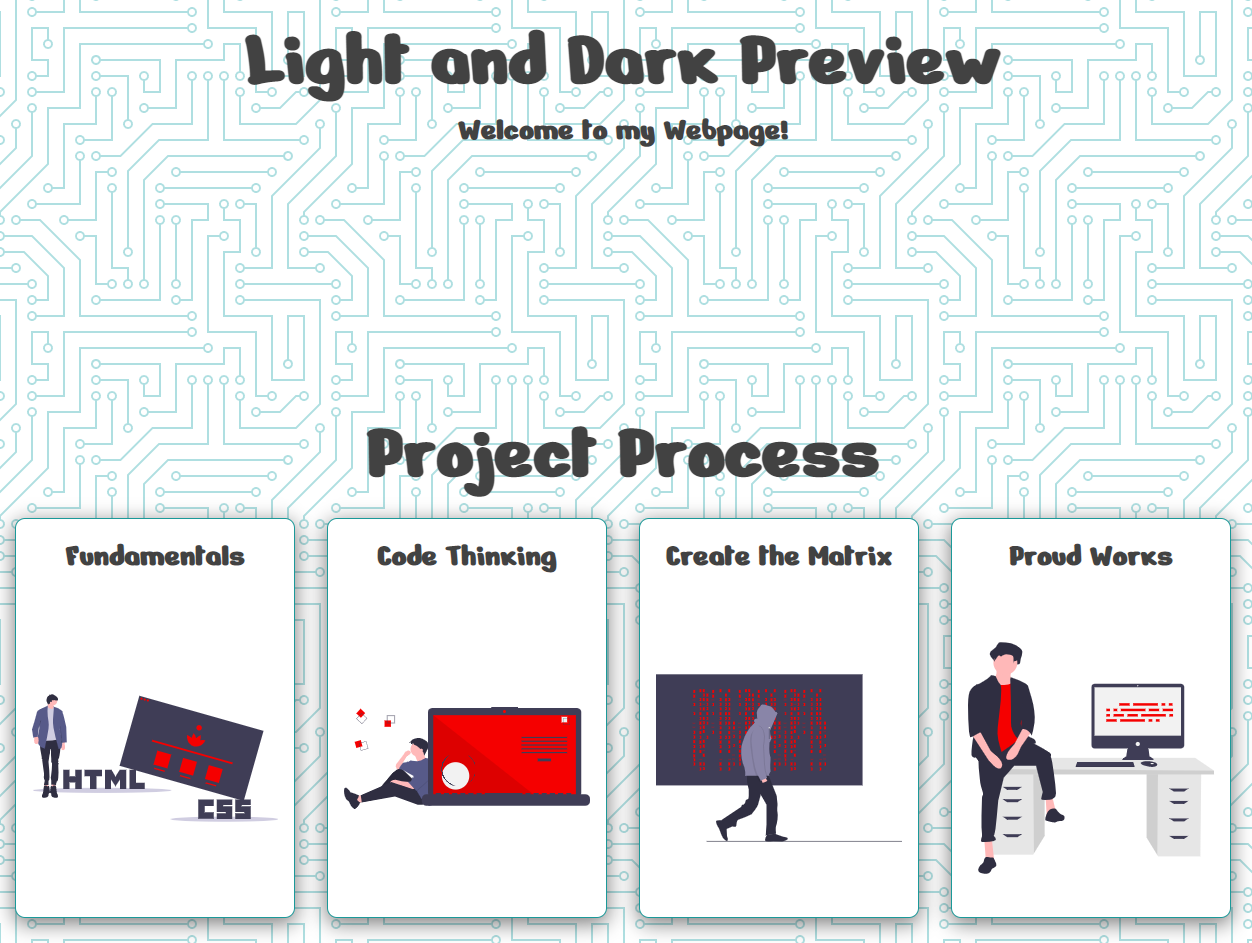 Light and Dark Preview
Welcome to my Webpage!
Project Process
Fundamentals
Code Thinking
Create the Matrix
Proud Works
HTML
CSS